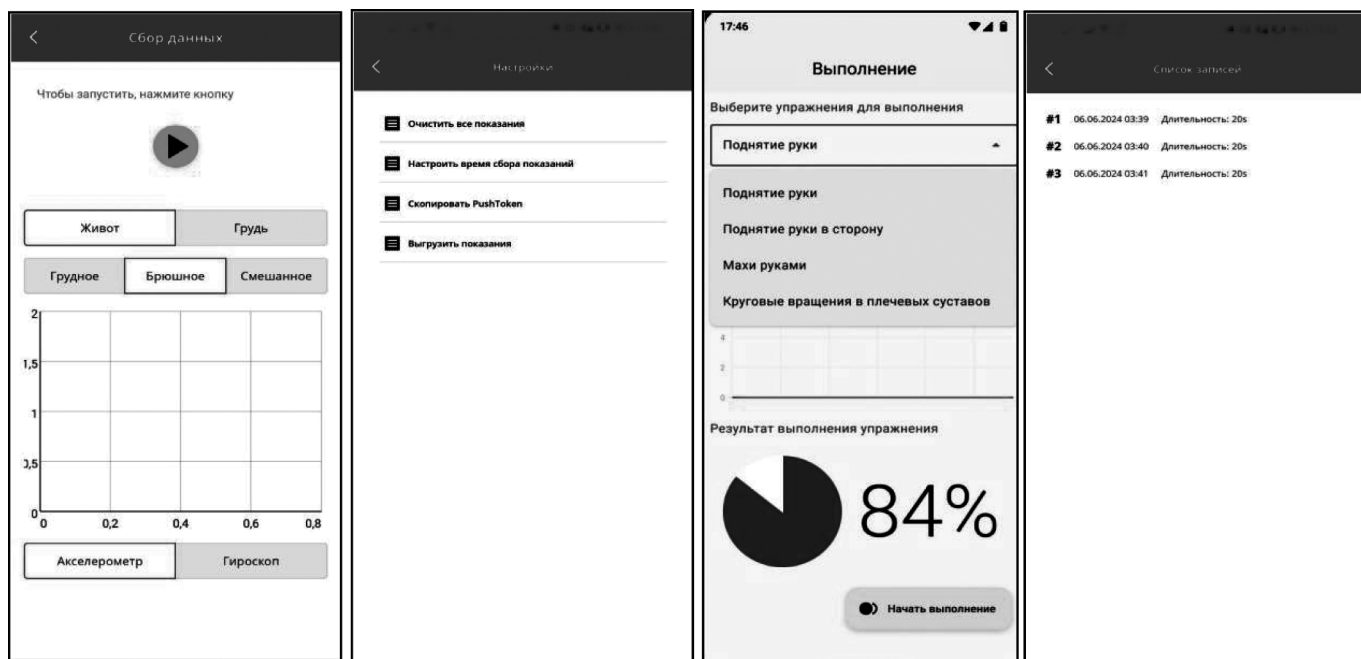 Сбор данных
Чтобы запустить, нажмите кнопку
Живот Грудь
Грудное Брюшное Смешанное
2
1,5
1
0,5
0
0 0,2 0,4 0,6 0,8
Акселерометр Гироскоп
Настройки
Очистить все показания
Настроить время сбора показаний
Скопировать PushToken
Выгрузить показания
17:46
Выполнение
Выберите упражнения для выполнения
Поднятие руки
Поднятие руки
Поднятие руки в сторону
Махи руками
Круговые вращения в плечевых суставов
4
2
0
Результат выполнения упражнения
84%
Начать выполнение
Список записей
#1 06.06.2024 03:39 Длительность: 20s
#2 06.06.2024 03:40 Длительность: 20s
#3 06.06.2024 03:41 Длительность: 20s